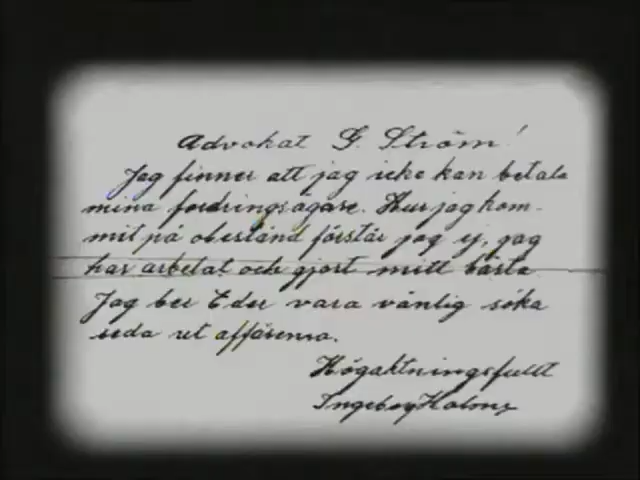 Advokat G. Ström!
Jag finner att jag icke kan betala
mina fordringsägare. Hur jag kom-
mit på obestånd förstår jag ej, jag
har arbetat och gjort mitt bästa
Jag ber Eder vara vänlig söka
reda ut affärerna.
Högaktningsfullt
Ingeborg Holm